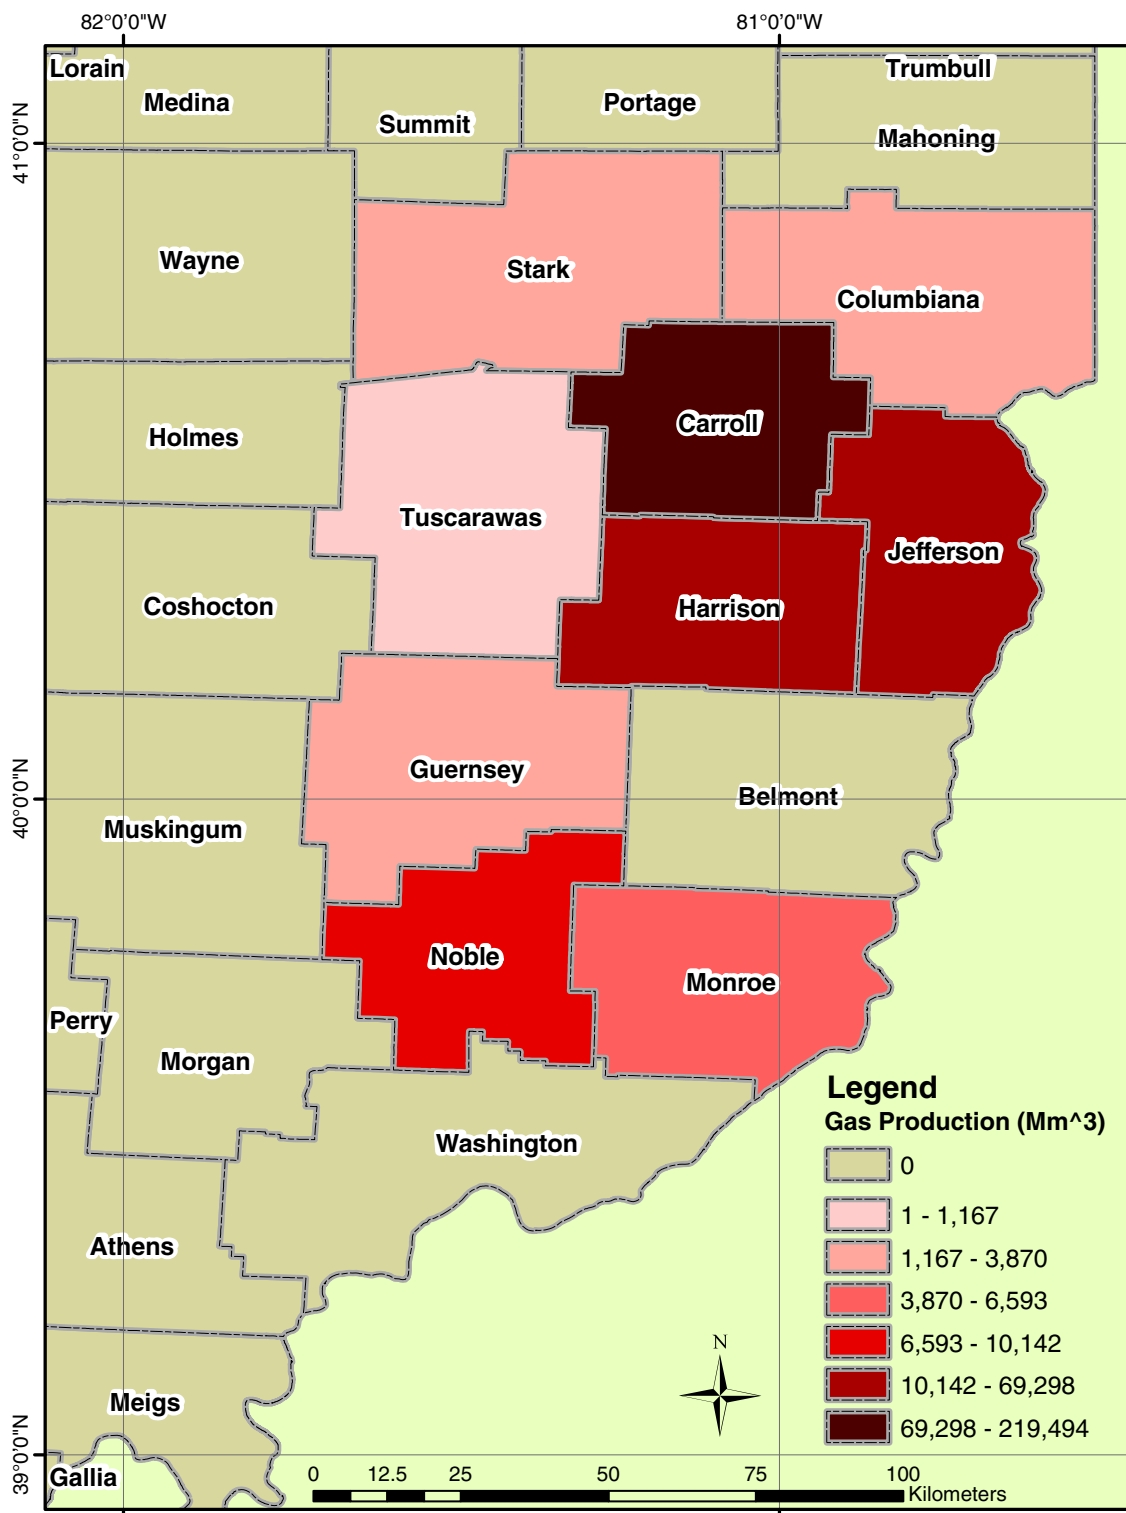 82°0'0"W
81°0'0"W
Lorain
Trumbull
Medina
Portage
Summit
41°0'0"N
Mahoning
Wayne
Stark
Columbiana
Carroll
Holmes
Tuscarawas
Jefferson
Coshocton
Harrison
Guernsey
40°0'0"N
Belmont
Muskingum
Noble
Monroe
Perry
Morgan
Washington
Athens
Meigs
39°0'0"N
Gallia
Legend
Gas Production (Mm^3)
0
1 - 1,167
1,167 - 3,870
3,870 - 6,593
6,593 - 10,142
10,142 - 69,298
69,298 - 219,494
N
0 12.5 25 50 75 100
Kilometers